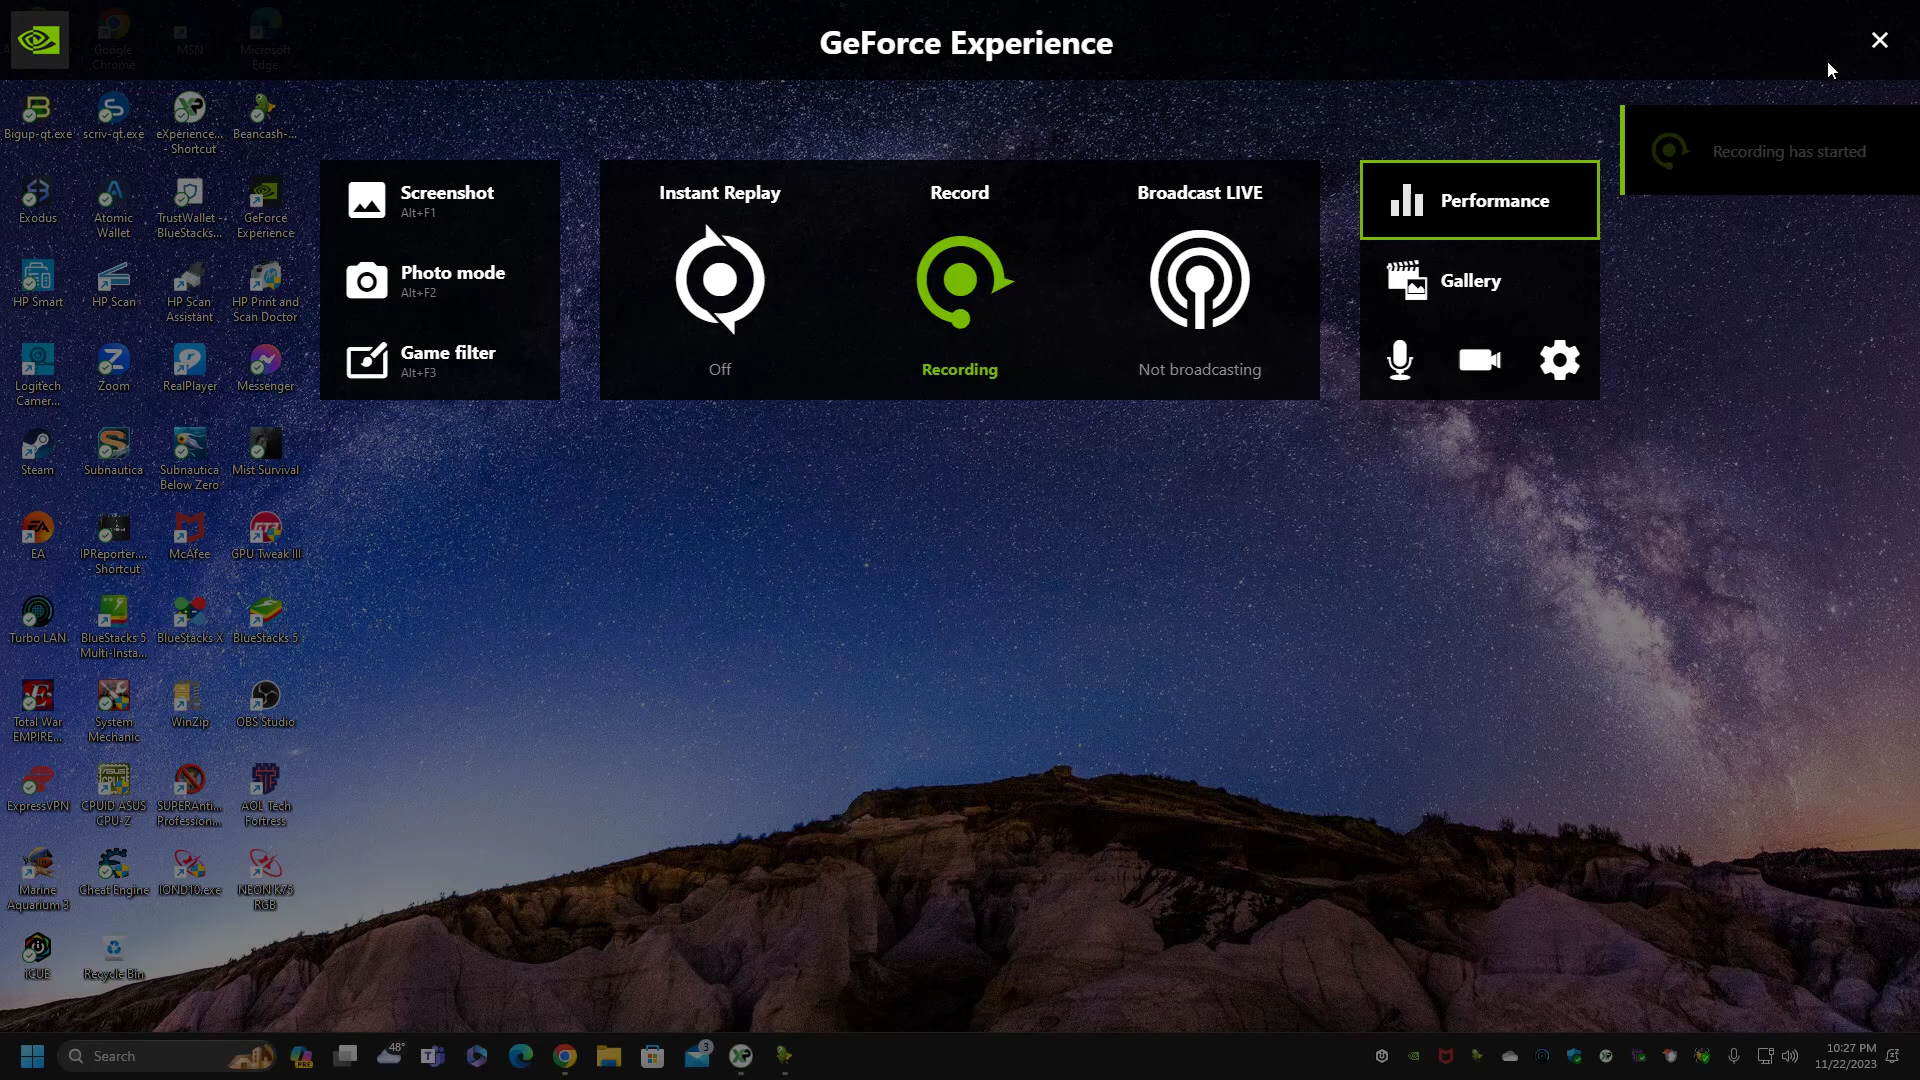 GeForce Experience
Google
Chrome
MSN
Microsoft
Edge
Bigup-qt.exe
scriv-qt.exe
eXperience...
- Shortcut
Beancash-...
Exodus
Atomic
Wallet
TrustWallet --
BlueStacks...
GeForce
Experience
HP Smart
HP Scan
HP Scan
Assistant
HP Print and
Scan Doctor
Logitech
Camer...
Zoom
RealPlayer
Messenger
Steam
Subnautica
Subnautica
Below Zero
Mist Survival
EA
IPReporter....
- Shortcut
McAfee
GPU Tweak III
Turbo LAN
BlueStacks 5
Multi-Insta...
BlueStacks X
BlueStacks 5
Total War
EMPIRE...
System
Mechanic
WinZip
OBS Studio
ExpressVPN
CPUID ASUS
CPU-Z
SUPERAnti...
Profession...
AOL Tech
Fortress
Marine
Aquarium 3
Cheat Engine
IOND10.exe
NEON K75
RGB
iCUE
Recycle Bin
Screenshot
Alt+F1
Photo mode
Alt+F2
Game filter
Alt+F3
Instant Replay
Off
Record
Recording
Broadcast LIVE
Not broadcasting
Performance
Gallery
Recording has started
Search
PRE
48°
3
10:27 PM
11/22/2023